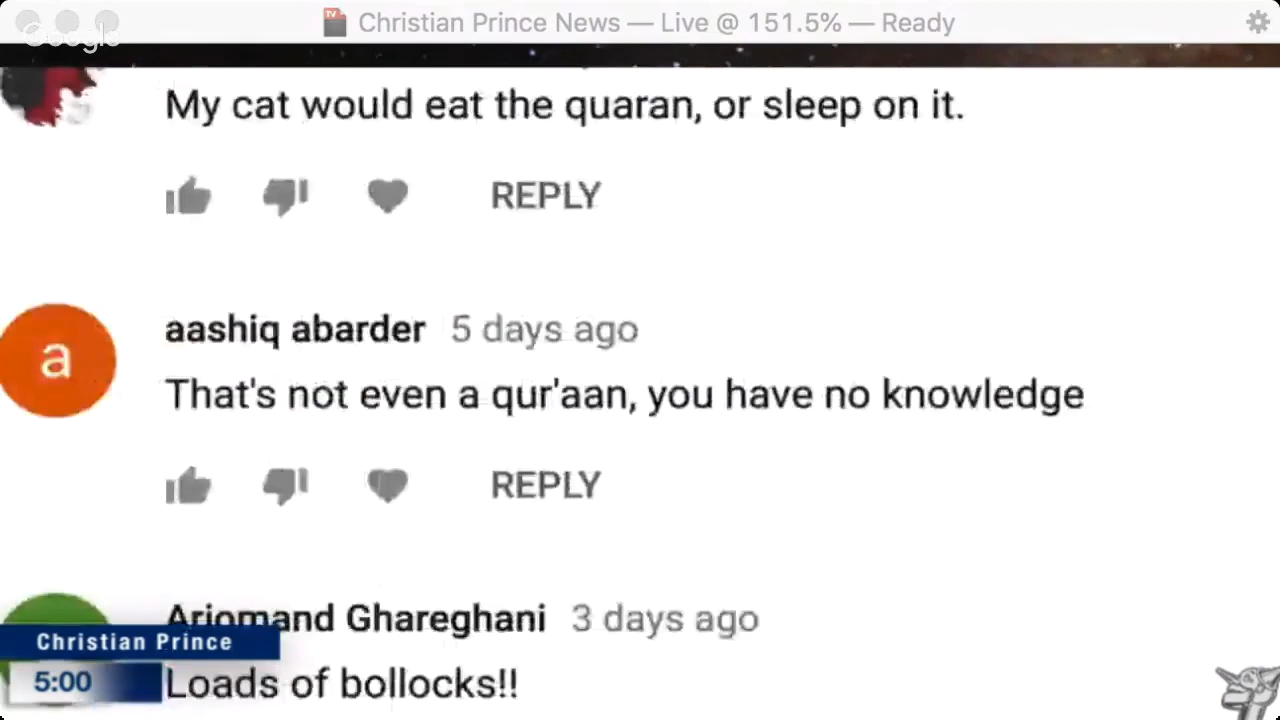 Christian Prince News — Live @ 151.5% — Ready
Google
My cat would eat the quaran, or sleep on it.
REPLY
a
aashiq abarder 5 days ago
That's not even a qur'aan, you have no knowledge
REPLY
Ariomand Ghareghani 3 days ago
Christian Prince
5:00
Loads of bollocks!!